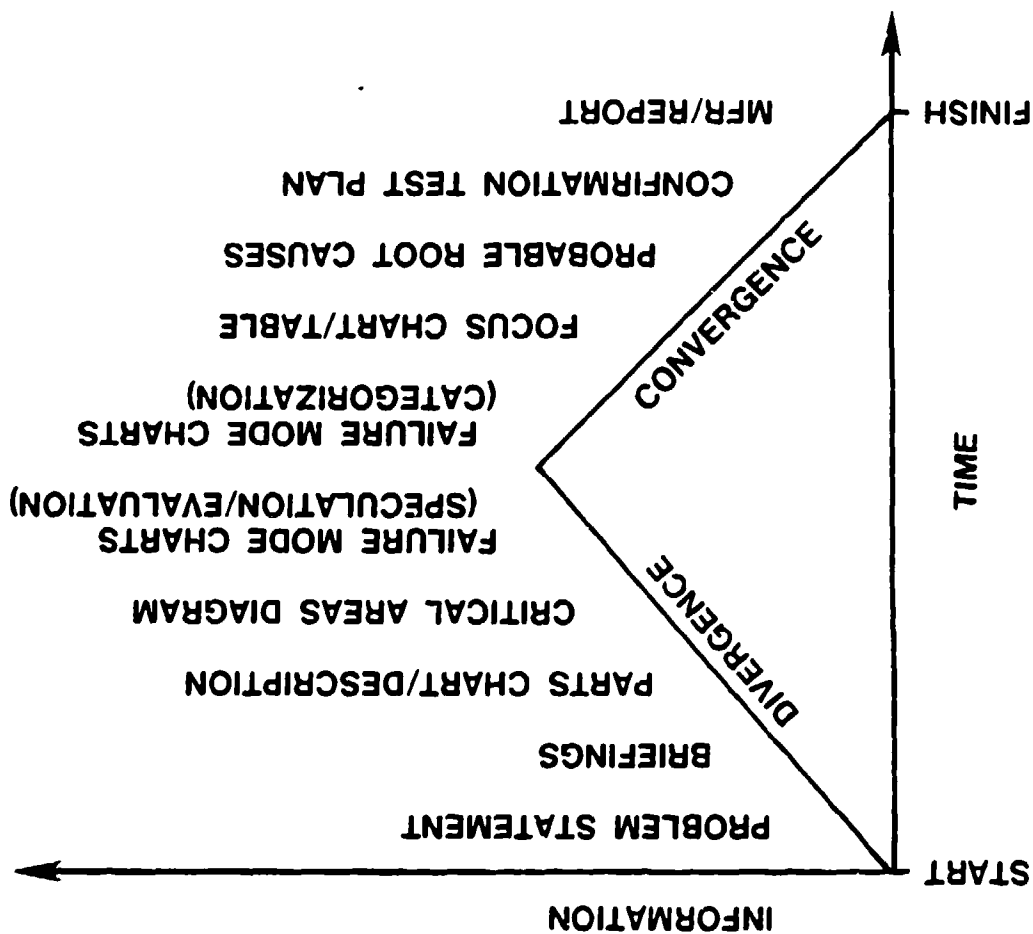 INFORMATION
START
PROBLEM STATEMENT
BRIEFINGS
PARTS CHART/DESCRIPTION
DIVERGENCE
CRITICAL AREAS DIAGRAM
FAILURE MODE CHARTS
(SPECULATION/EVALUATION)
TIME
FAILURE MODE CHARTS
(CATEGORIZATION)
FOCUS CHART/TABLE
CONVERGENCE
PROBABLE ROOT CAUSES
CONFIRMATION TEST PLAN
MFR/REPORT
FINISH